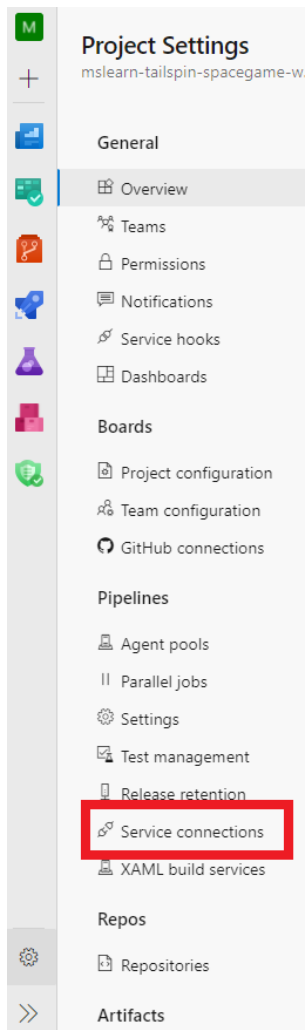 M
Project Settings
mslearn-tailspin-spacegame-w.
General
Overview
Teams
Permissions
Notifications
Service hooks
Dashboards
Boards
Project configuration
Team configuration
GitHub connections
Pipelines
Agent pools
Parallel jobs
Settings
Test management
Release retention
Service connections
XAML build services
Repos
Repositories
Artifacts